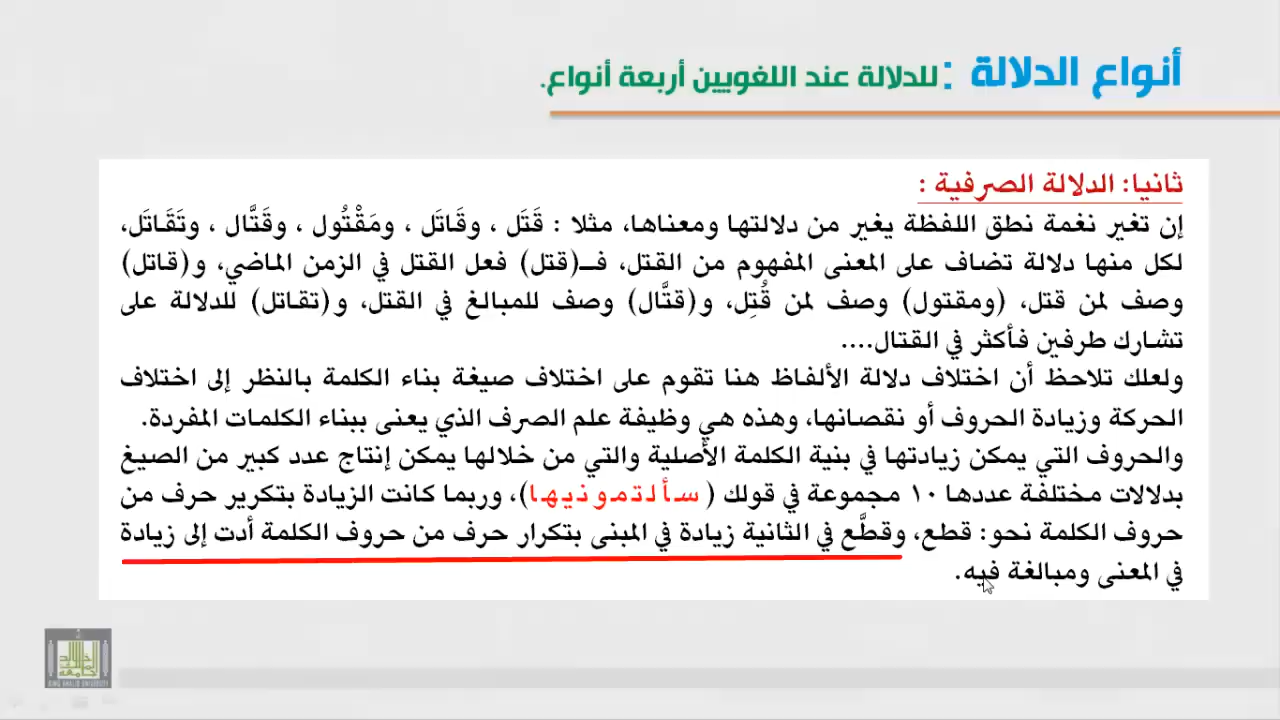 أنواع الدلالة : للدلالة عند اللغويين أربعة أنواع.
ثانيا: الدلالة الصرفية :
إن تغير نغمة نطق اللفظة يغير من دلالتها ومعناها، مثلا : قَتَل ، وقَاتَل ، ومَقْتُول ، وقَتَّال ، وتَقَاتَل،
لكل منها دلالة تضاف على المعنى المفهوم من القتل، فـ(قتل) فعل القتل في الزمن الماضي، و(قاتل)
وصف لمن قتل، (ومقتول) وصف لمن قُتِل، و(قتَّال) وصف للمبالغ في القتل، و(تقاتل) للدلالة على
تشارك طرفين فأكثر في القتال....
ولعلك تلاحظ أن اختلاف دلالة الألفاظ هنا تقوم على اختلاف صيغة بناء الكلمة بالنظر إلى اختلاف
الحركة وزيادة الحروف أو نقصانها، وهذه هي وظيفة علم الصرف الذي يعنى ببناء الكلمات المفردة.
والحروف التي يمكن زيادتها في بنية الكلمة الأصلية والتي من خلالها يمكن إنتاج عدد كبير من الصيغ
بدلالات مختلفة عددها ١٠ مجموعة في قولك (سألتمونيها)، وربما كانت الزيادة بتكرير حرف من
حروف الكلمة نحو: قطع، وقطَّع في الثانية زيادة في المبنى بتكرار حرف من حروف الكلمة أدت إلى زيادة
في المعنى ومبالغة فيه.
KING KHALID UNIVERSITY